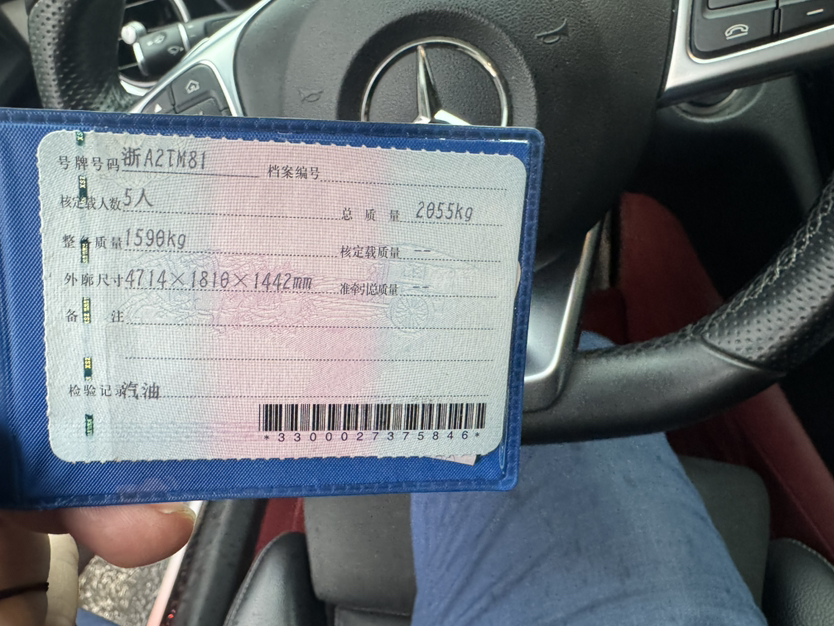 号牌号码 浙A2TM81 档案编号
核定载人数 5人 总质量 2055kg
整备质量 1590kg 核定载质量 --
外廓尺寸 4714×1810×1442mm 准牵引总质量 --
备注
检验记录 汽油
*3300027375846*